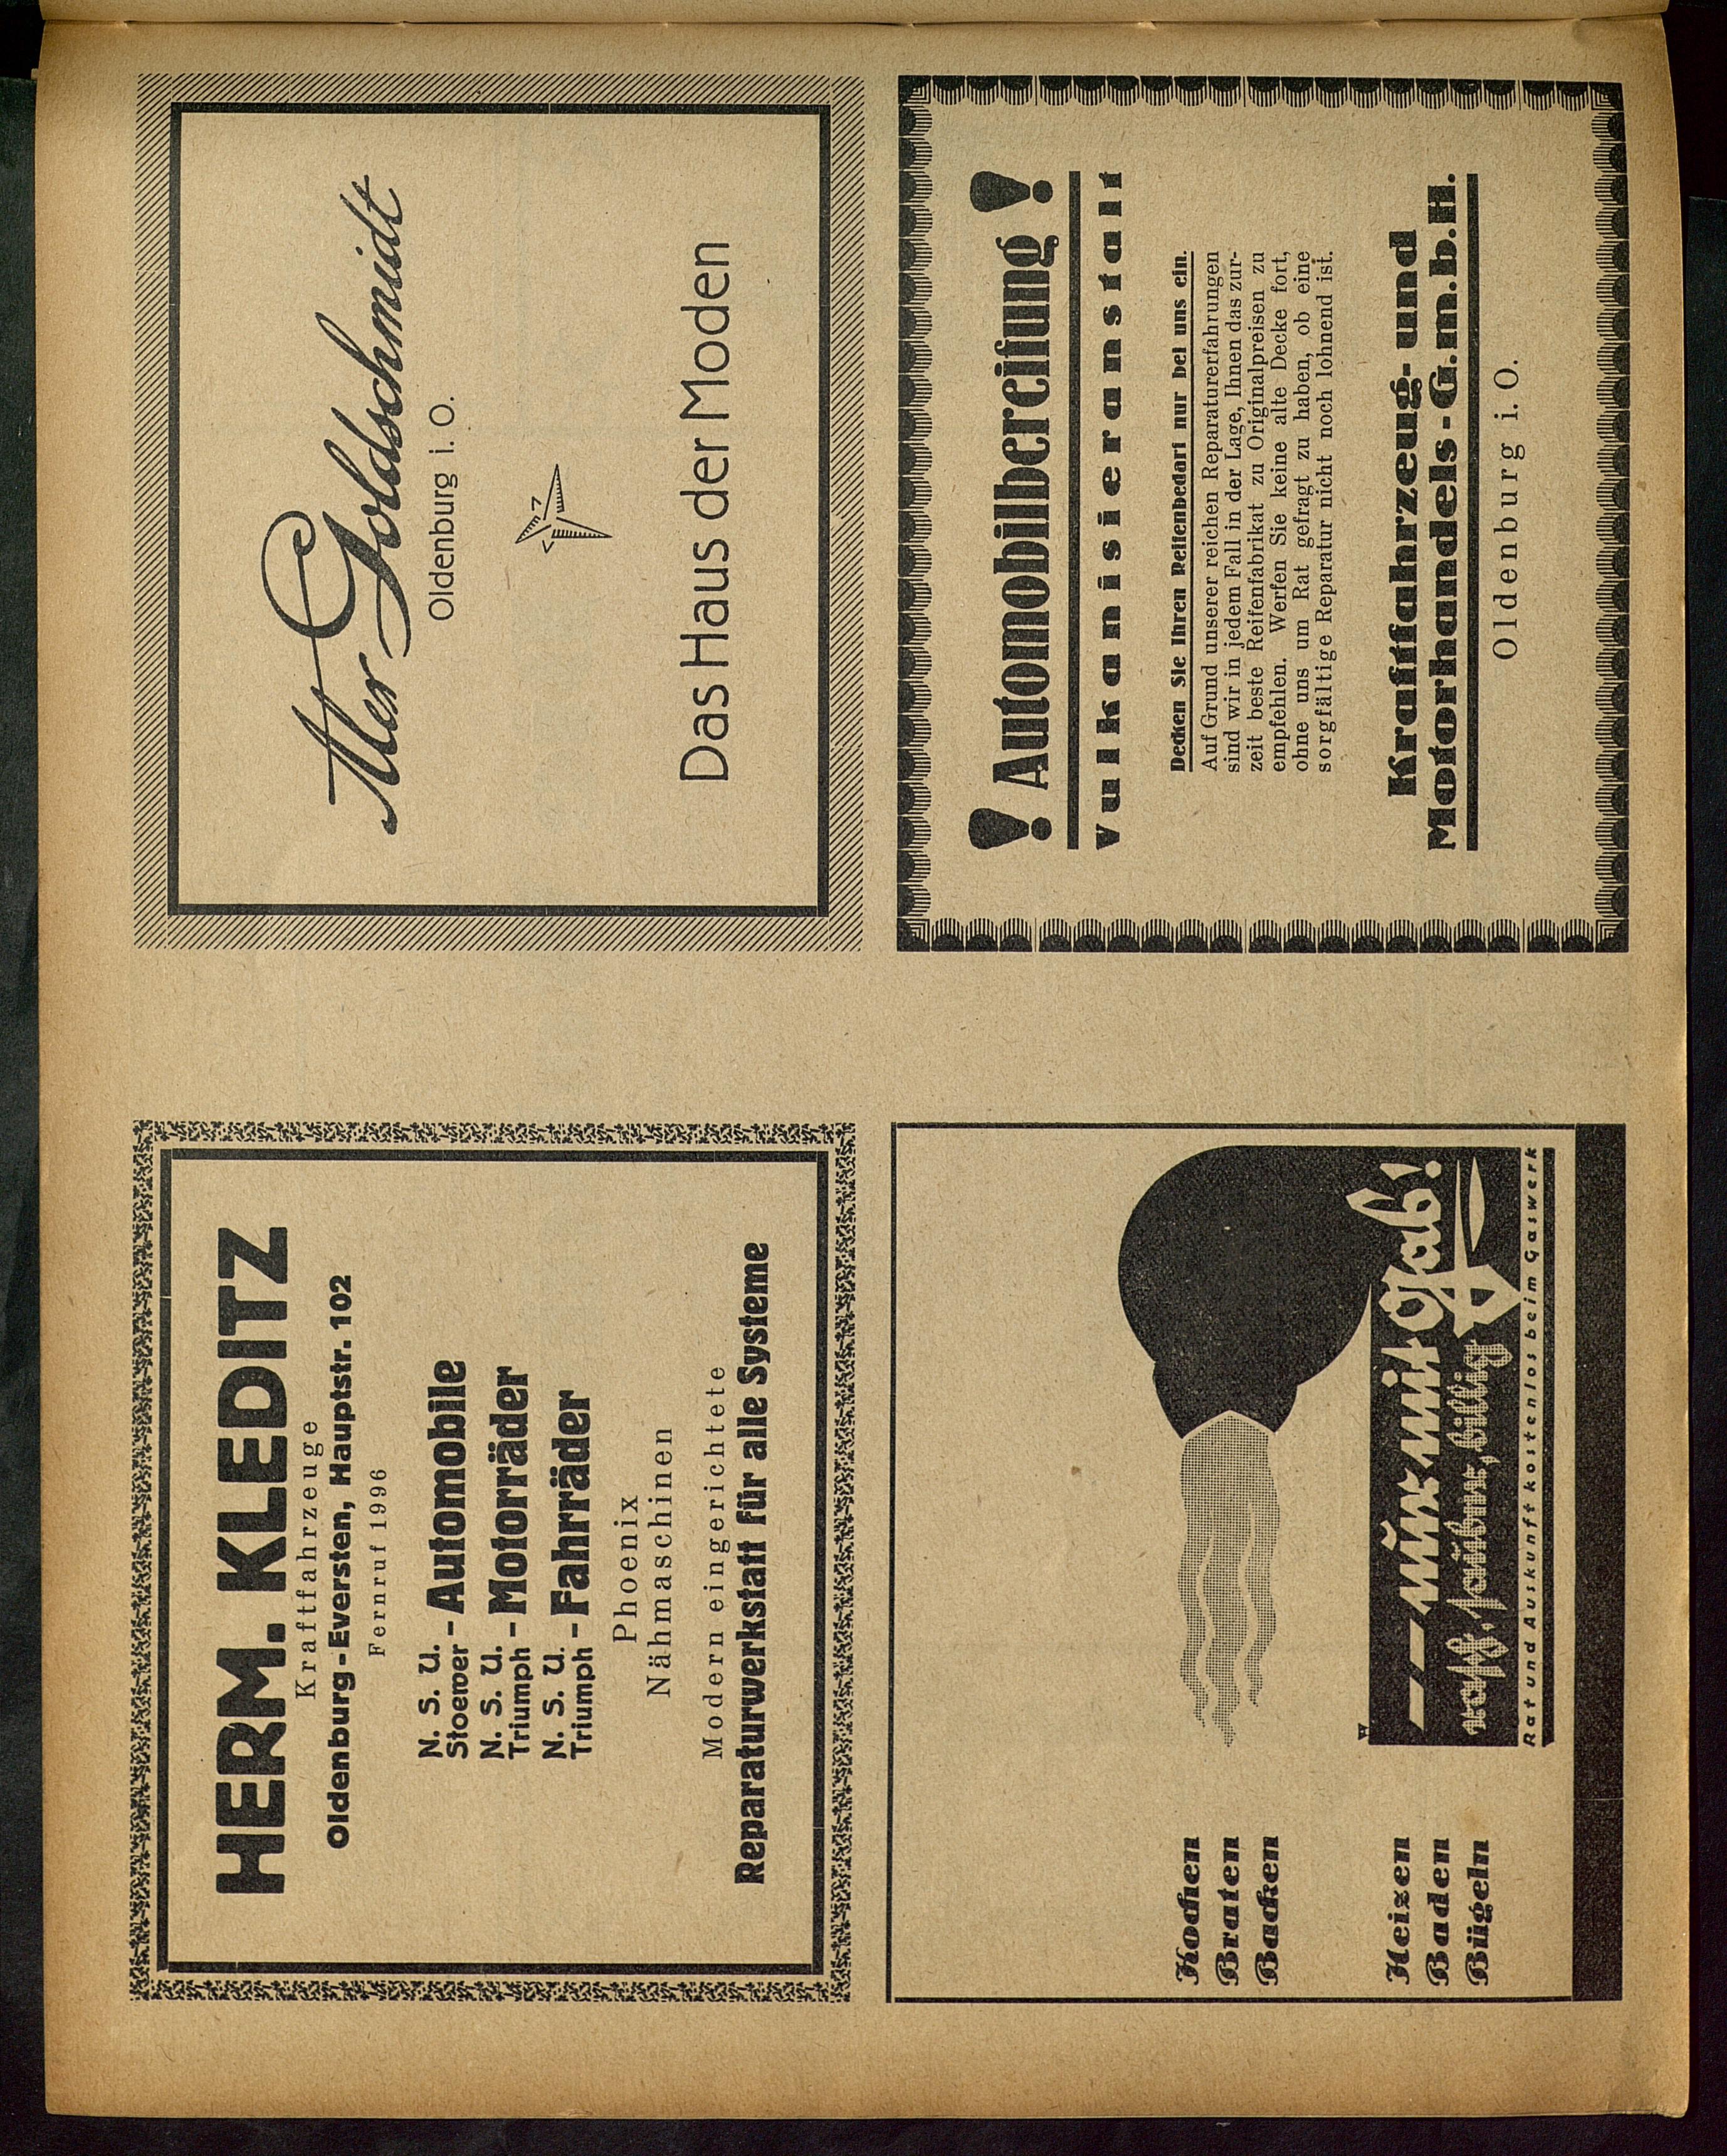 HERM. KLEDITZ
Kraftfahrzeuge
Oldenburg-Eversten, Hauptstr. 102
Fernruf 1996
N. S. U.
Stoewer - Automobile
N. S. U.
Triumph - Motorräder
N. S. U.
Triumph - Fahrräder
Phoenix
Nähmaschinen
Modern eingerichtete
Reparaturwerkstatt für alle Systeme
Mer Goldschmidt
Oldenburg i. O.
Das Haus der Moden
Kochen
Braten
Backen
Heizen
Baden
Bügeln
--- nur mit Gas!
rasch, sauber, billig
Rat und Auskunft kostenlos beim Gaswerk
! Automobilbereifung !
Vulkanisieranstalt
Decken Sie Ihren Reifenbedarf nur bei uns ein.
Auf Grund unserer reichen Reparaturerfahrungen
sind wir in jedem Fall in der Lage, Ihnen das zur-
zeit beste Reifenfabrikat zu Originalpreisen zu
empfehlen. Werfen Sie keine alte Decke fort,
ohne uns um Rat gefragt zu haben, ob eine
sorgfältige Reparatur nicht noch lohnend ist.
Kraftfahrzeug- und
Motorhandels-G.m.b.H.
Oldenburg i. O.